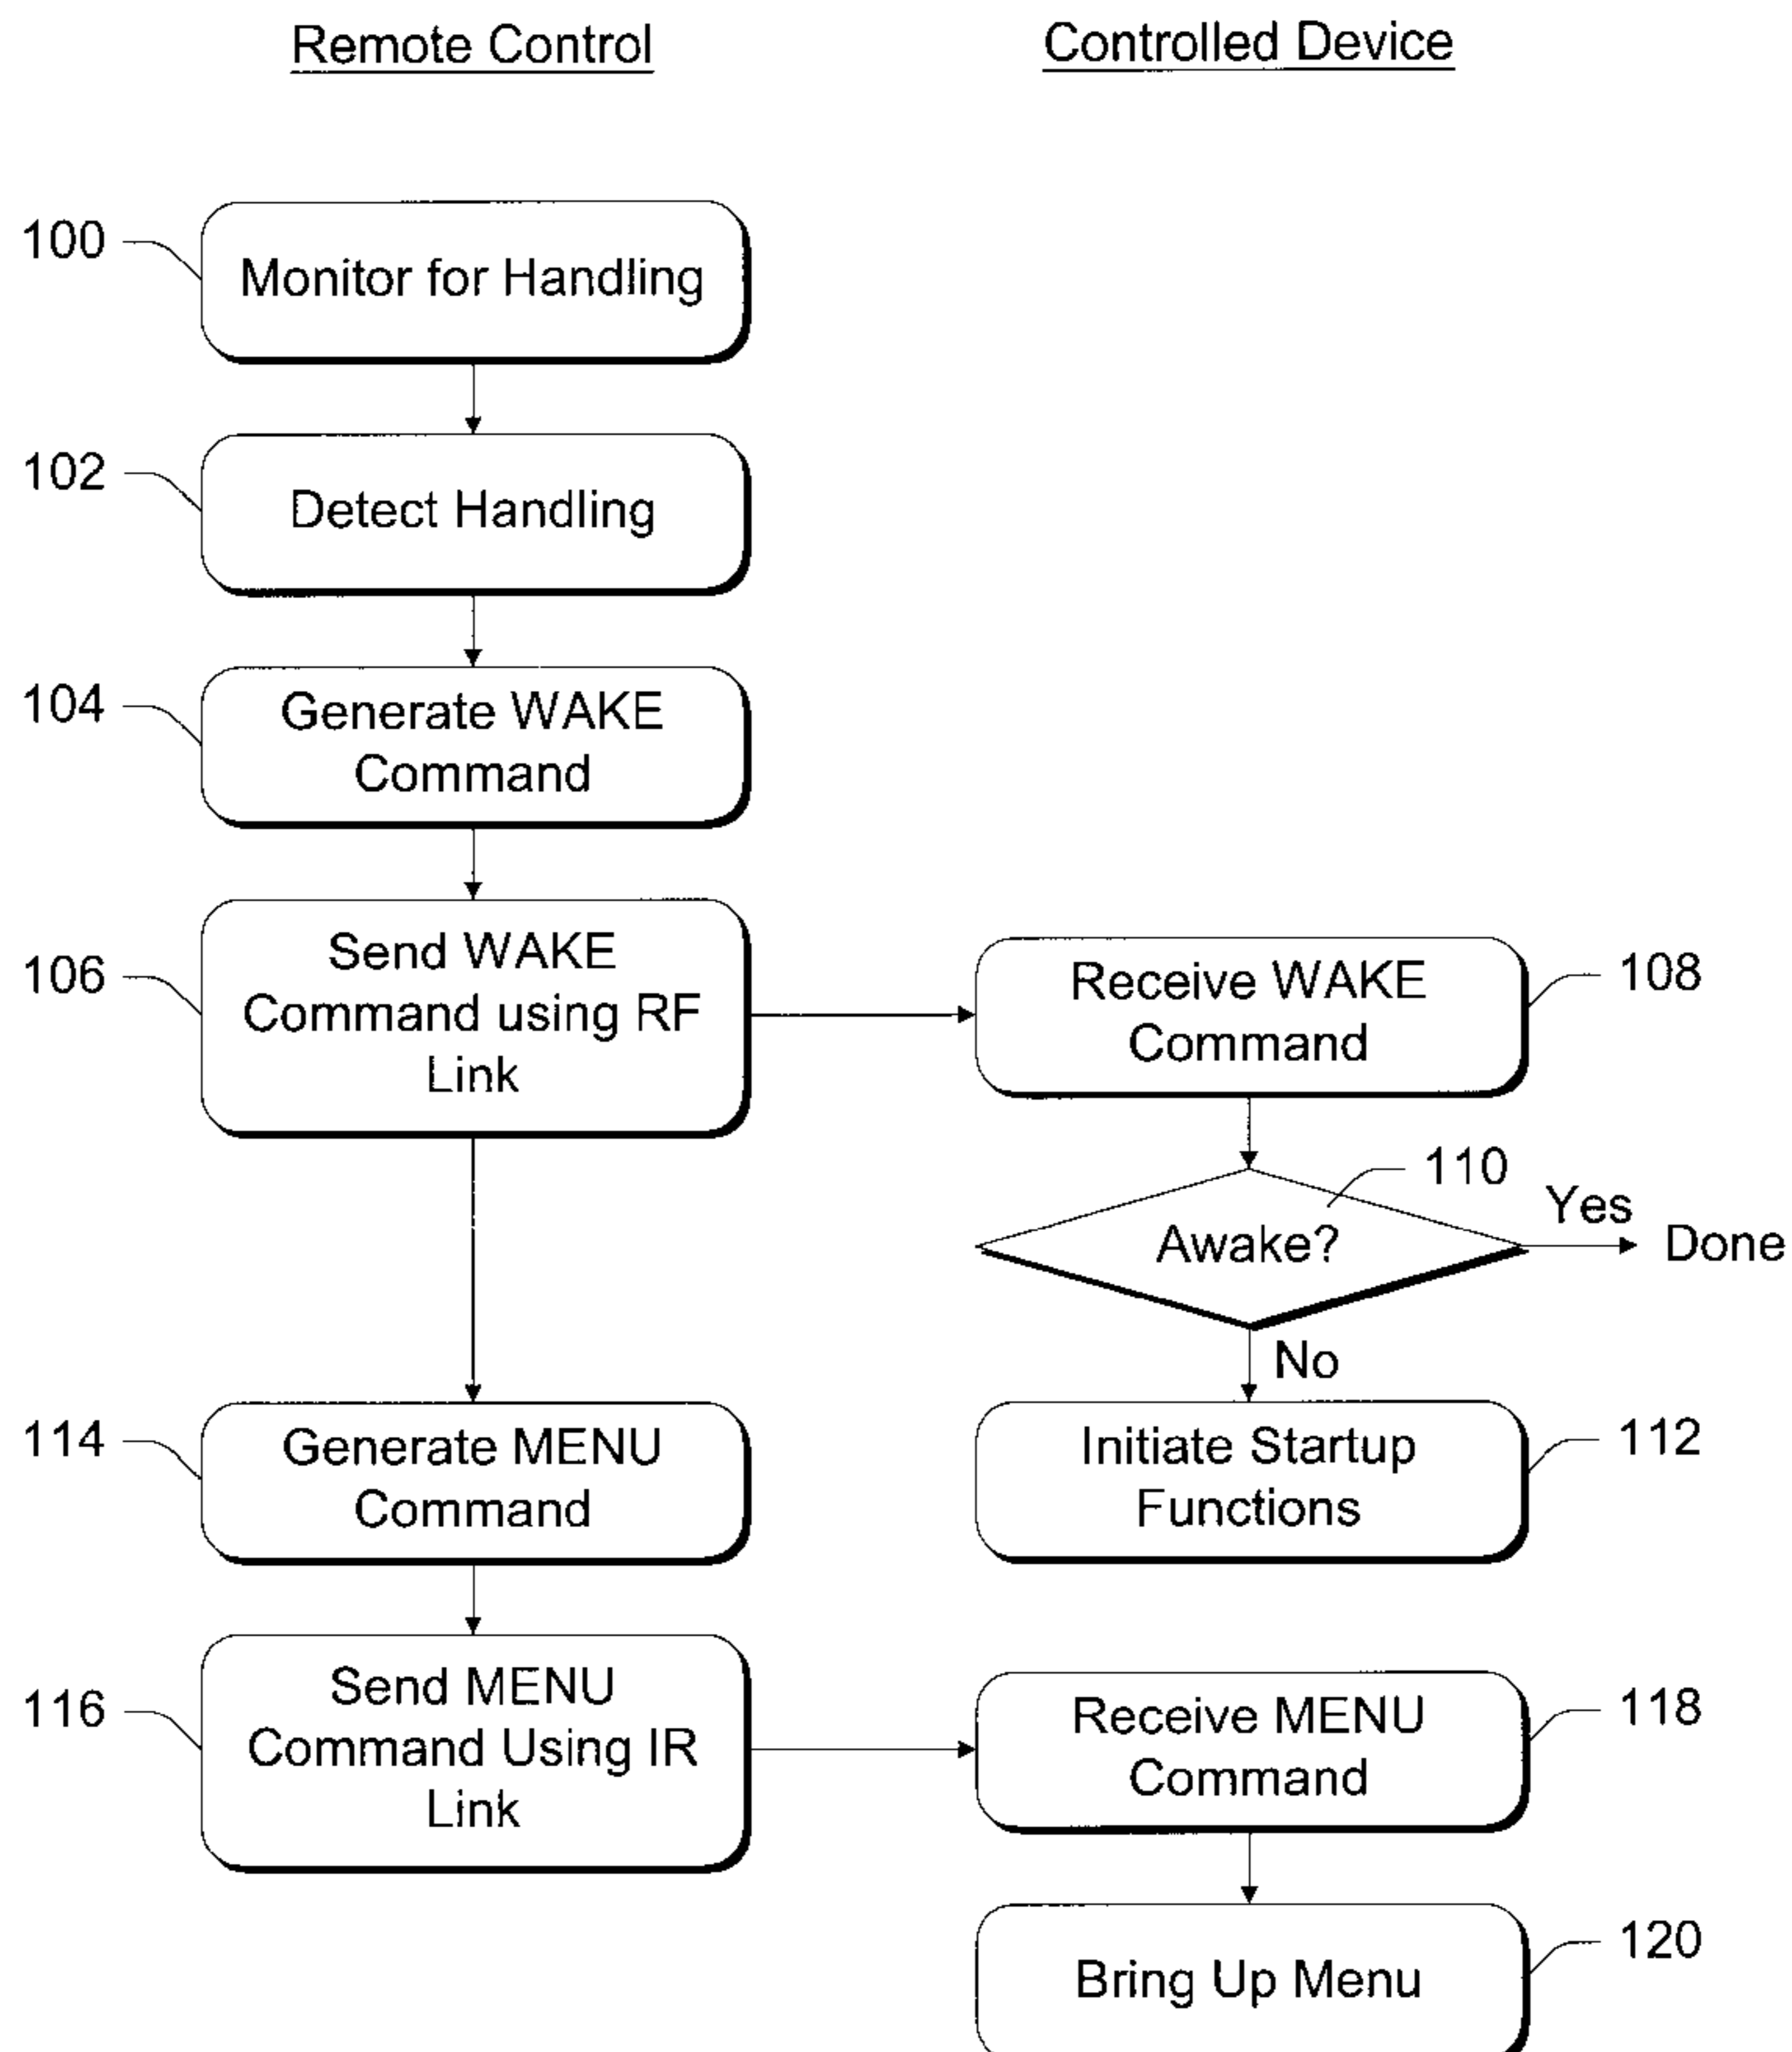 Remote Control
Controlled Device
100
Monitor for Handling
102
Detect Handling
104
Generate WAKE
Command
106
Send WAKE
Command using RF
Link
Receive WAKE
Command
108
110
Awake?
Yes
Done
No
Initiate Startup
Functions
112
114
Generate MENU
Command
116
Send MENU
Command Using IR
Link
Receive MENU
Command
118
Bring Up Menu
120